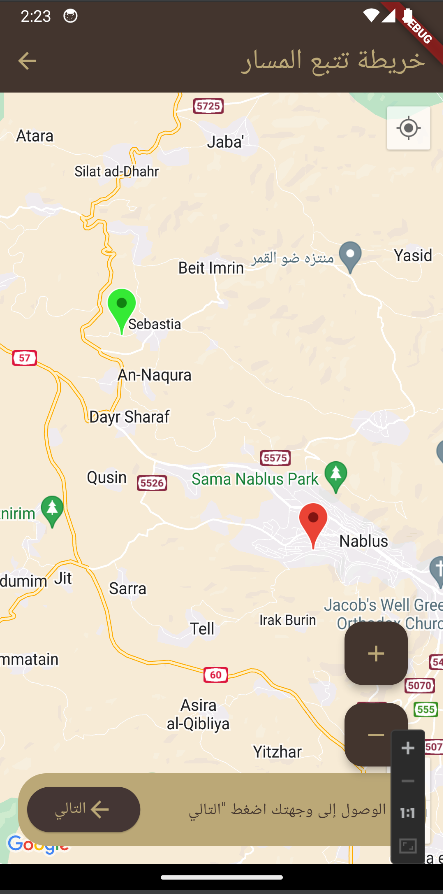 2:23
DEBUG
خريطة تتبع المسار
5725
Atara
Jaba'
Silat ad-Dhahr
Beit Imrin
منتزه ضو القمر
Yasid
Sebastia
57
An-Naqura
Dayr Sharaf
5575
Qusin
5526
Sama Nablus Park
nirim
Nablus
dumim
Jit
Sarra
Jacob's Well Gree
Orthodox Churc
Irak Burin
Tell
+
mmatain
60
5070
555
Asira
al-Qibliya
−
507
Yitzhar
+
−
1:1
الوصول إلى وجهتك اضغط "التالي
التالي
Google